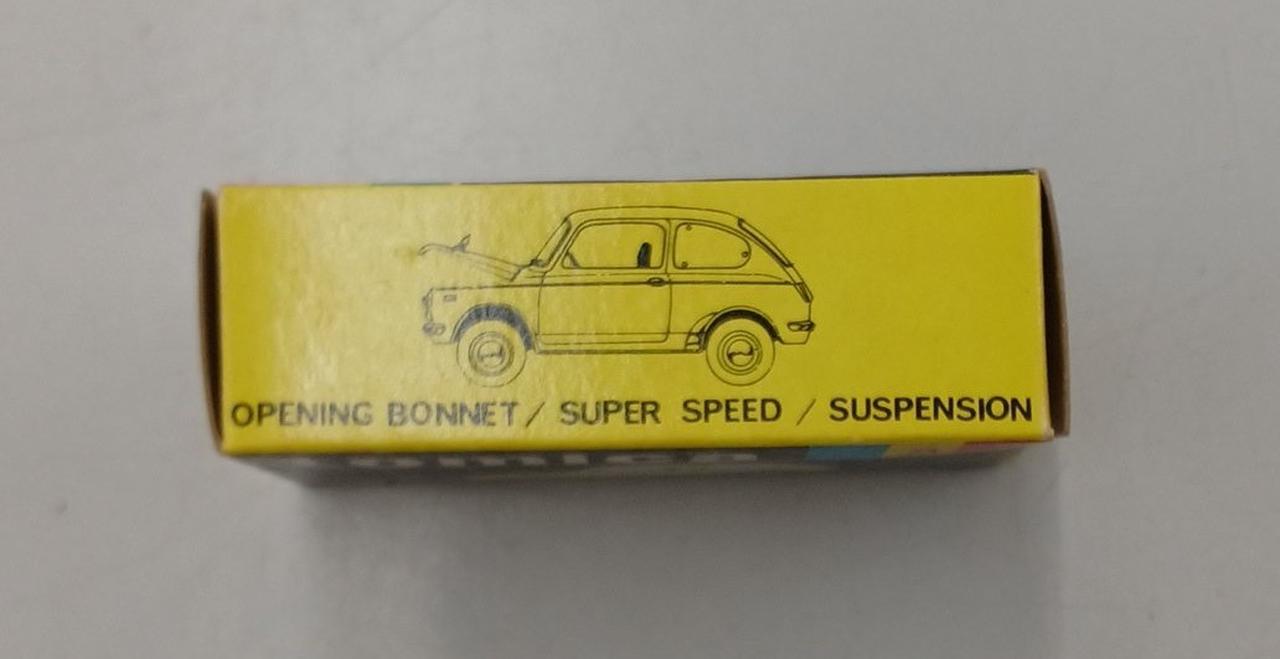 OPENING BONNET / SUPER SPEED / SUSPENSION